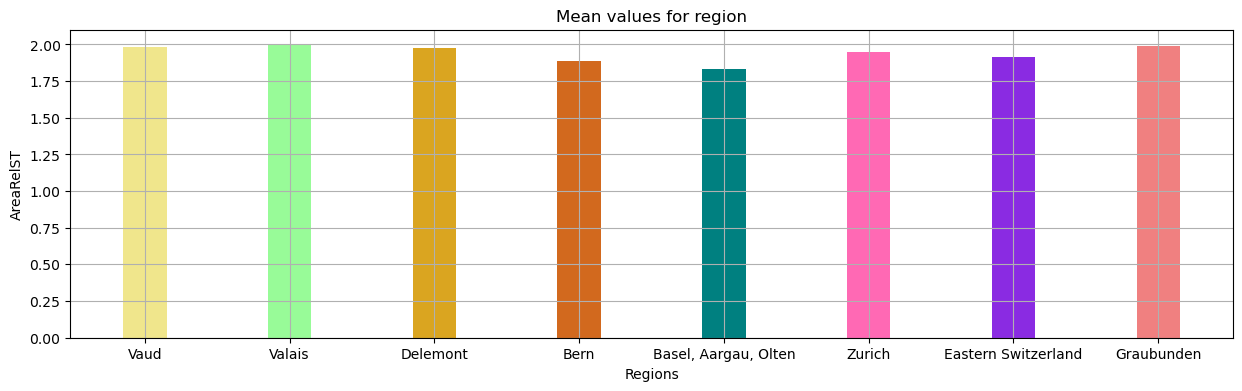 Mean values for region
AreaRelST
2.00
1.75
1.50
1.25
1.00
0.75
0.50
0.25
0.00
Vaud Valais Delemont Bern Basel, Aargau, Olten Zurich Eastern Switzerland Graubunden
Regions